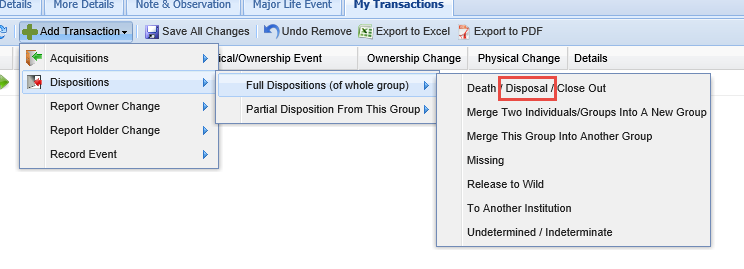 Details More Details Note & Observation Major Life Event My Transactions
Add Transaction Save All Changes Undo Remove Export to Excel Export to PDF
ical/Ownership Event Ownership Change Physical Change Details
Acquisitions
Dispositions
Report Owner Change
Report Holder Change
Record Event
Full Dispositions (of whole group)
Partial Disposition From This Group
Death / Disposal / Close Out
Merge Two Individuals/Groups Into A New Group
Merge This Group Into Another Group
Missing
Release to Wild
To Another Institution
Undetermined / Indeterminate